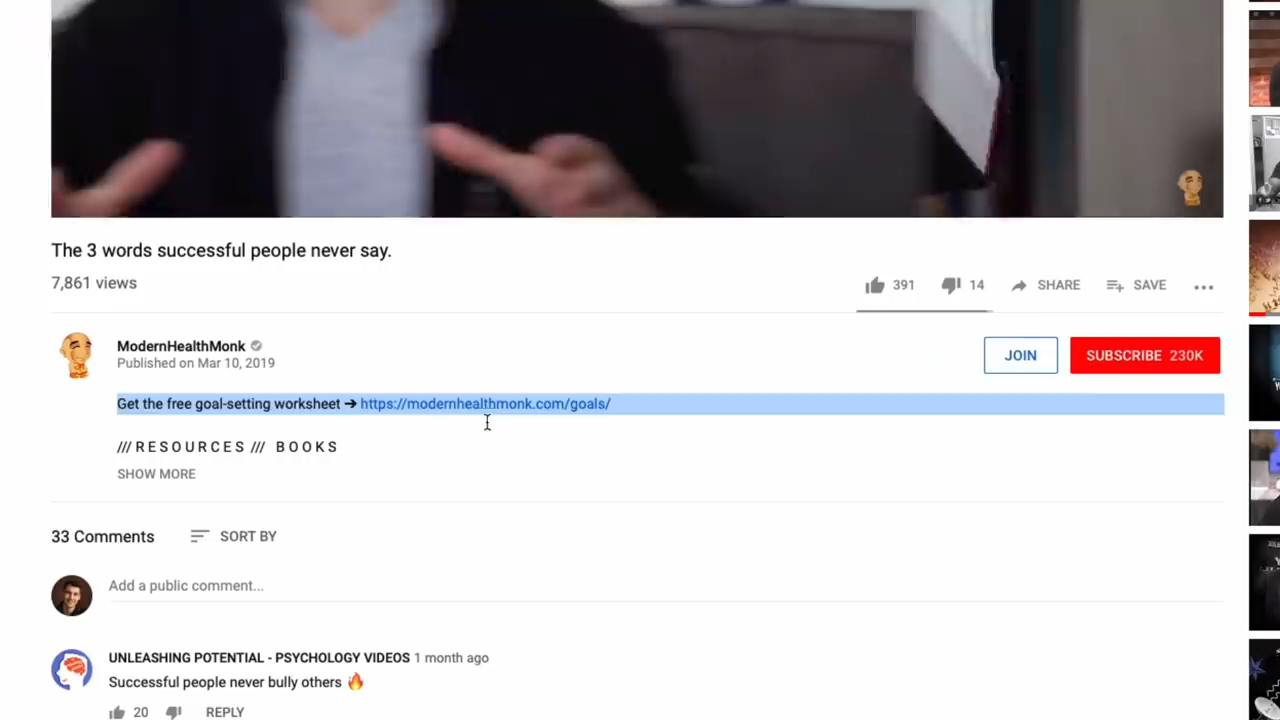 The 3 words successful people never say.
7,861 views
391
14
SHARE
SAVE
ModernHealthMonk
Published on Mar 10, 2019
JOIN
SUBSCRIBE 230K
Get the free goal-setting worksheet ➔ https://modernhealthmonk.com/goals/
/// R E S O U R C E S /// B O O K S
SHOW MORE
33 Comments
SORT BY
Add a public comment...
UNLEASHING POTENTIAL - PSYCHOLOGY VIDEOS 1 month ago
Successful people never bully others 🔥
20
REPLY